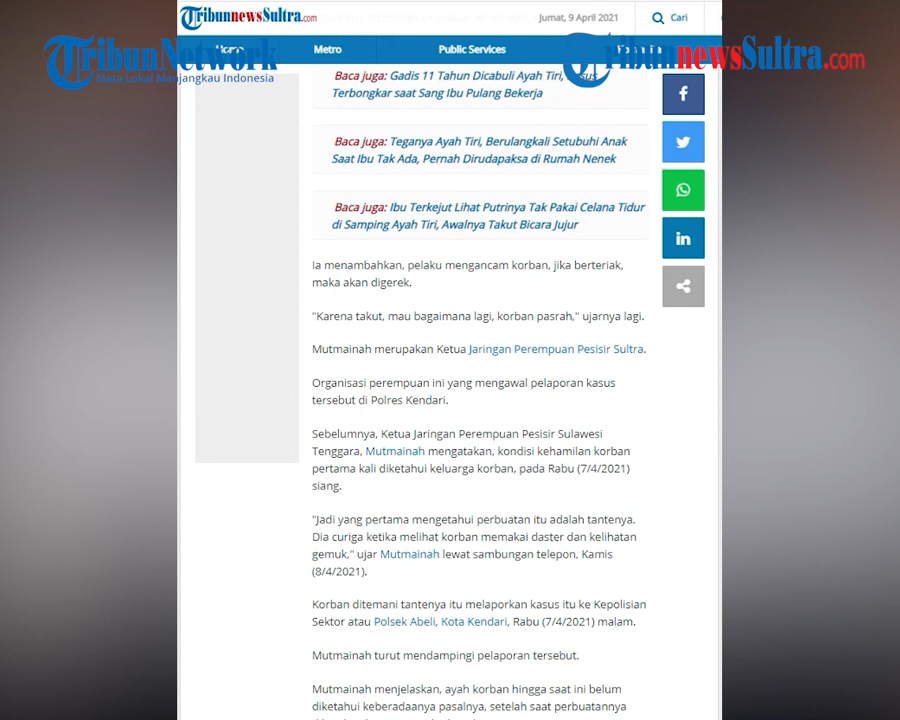 TribunnewsSultra.com
Jumat, 9 April 2021
Cari
Home
Metro
Public Services
TribunNetwork
Mata Lokal Menjangkau Indonesia
TribunnewsSultra.com
Baca juga: Gadis 11 Tahun Dicabuli Ayah Tiri,
Terbongkar saat Sang Ibu Pulang Bekerja
Baca juga: Teganya Ayah Tiri, Berulangkali Setubuhi Anak
Saat Ibu Tak Ada, Pernah Dirudapaksa di Rumah Nenek
Baca juga: Ibu Terkejut Lihat Putrinya Tak Pakai Celana Tidur
di Samping Ayah Tiri, Awalnya Takut Bicara Jujur
Ia menambahkan, pelaku mengancam korban, jika berteriak,
maka akan digerek.
"Karena takut, mau bagaimana lagi, korban pasrah," ujarnya lagi.
Mutmainah merupakan Ketua Jaringan Perempuan Pesisir Sultra.
Organisasi perempuan ini yang mengawal pelaporan kasus
tersebut di Polres Kendari.
Sebelumnya, Ketua Jaringan Perempuan Pesisir Sulawesi
Tenggara, Mutmainah mengatakan, kondisi kehamilan korban
pertama kali diketahui keluarga korban, pada Rabu (7/4/2021)
siang.
"Jadi yang pertama mengetahui perbuatan itu adalah tantenya.
Dia curiga ketika melihat korban memakai daster dan kelihatan
gemuk," ujar Mutmainah lewat sambungan telepon, Kamis
(8/4/2021).
Korban ditemani tantenya itu melaporkan kasus itu ke Kepolisian
Sektor atau Polsek Abeli, Kota Kendari, Rabu (7/4/2021) malam.
Mutmainah turut mendampingi pelaporan tersebut.
Mutmainah menjelaskan, ayah korban hingga saat ini belum
diketahui keberadaanya pasalnya, setelah saat perbuatannya